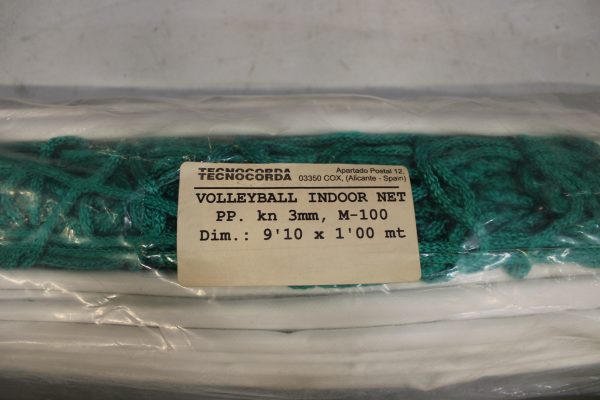 TECNOCORDA
TECNOCORDA
Apartado Postal 12,
03350 COX, (Alicante - Spain)
VOLLEYBALL INDOOR NET
PP. kn 3mm, M-100
Dim.: 9'10 x 1'00 mt